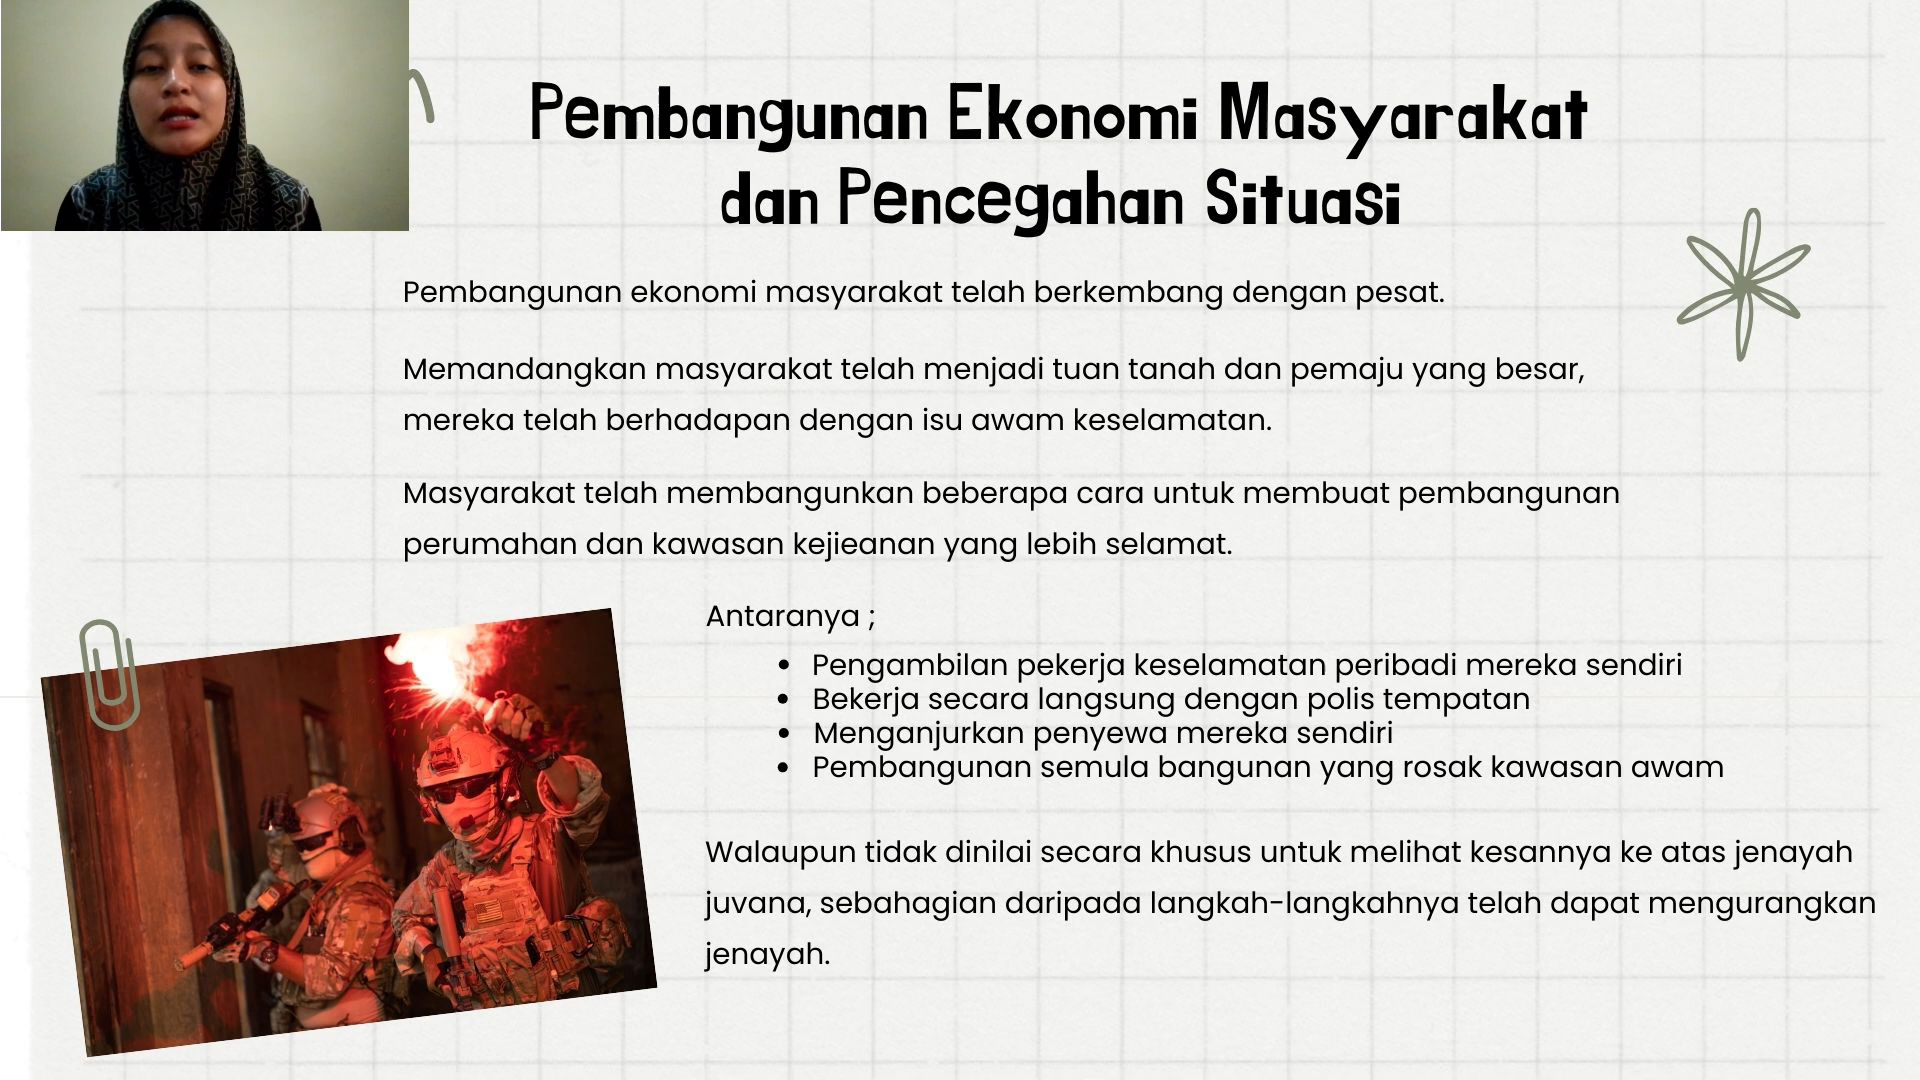 Pembangunan Ekonomi Masyarakat
dan Pencegahan Situasi
Pembangunan ekonomi masyarakat telah berkembang dengan pesat.
Memandangkan masyarakat telah menjadi tuan tanah dan pemaju yang besar,
mereka telah berhadapan dengan isu awam keselamatan.
Masyarakat telah membangunkan beberapa cara untuk membuat pembangunan
perumahan dan kawasan kejieanan yang lebih selamat.
Antaranya ;
• Pengambilan pekerja keselamatan peribadi mereka sendiri
• Bekerja secara langsung dengan polis tempatan
• Menganjurkan penyewa mereka sendiri
• Pembangunan semula bangunan yang rosak kawasan awam
Walaupun tidak dinilai secara khusus untuk melihat kesannya ke atas jenayah
juvana, sebahagian daripada langkah-langkahnya telah dapat mengurangkan
jenayah.